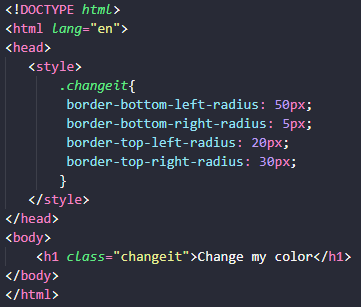 <!DOCTYPE html>
<html lang="en">
<head>
<style>
.changeit{
border-bottom-left-radius: 50px;
border-bottom-right-radius: 5px;
border-top-left-radius: 20px;
border-top-right-radius: 30px;
}
</style>
</head>
<body>
<h1 class="changeit">Change my color</h1>
</body>
</html>